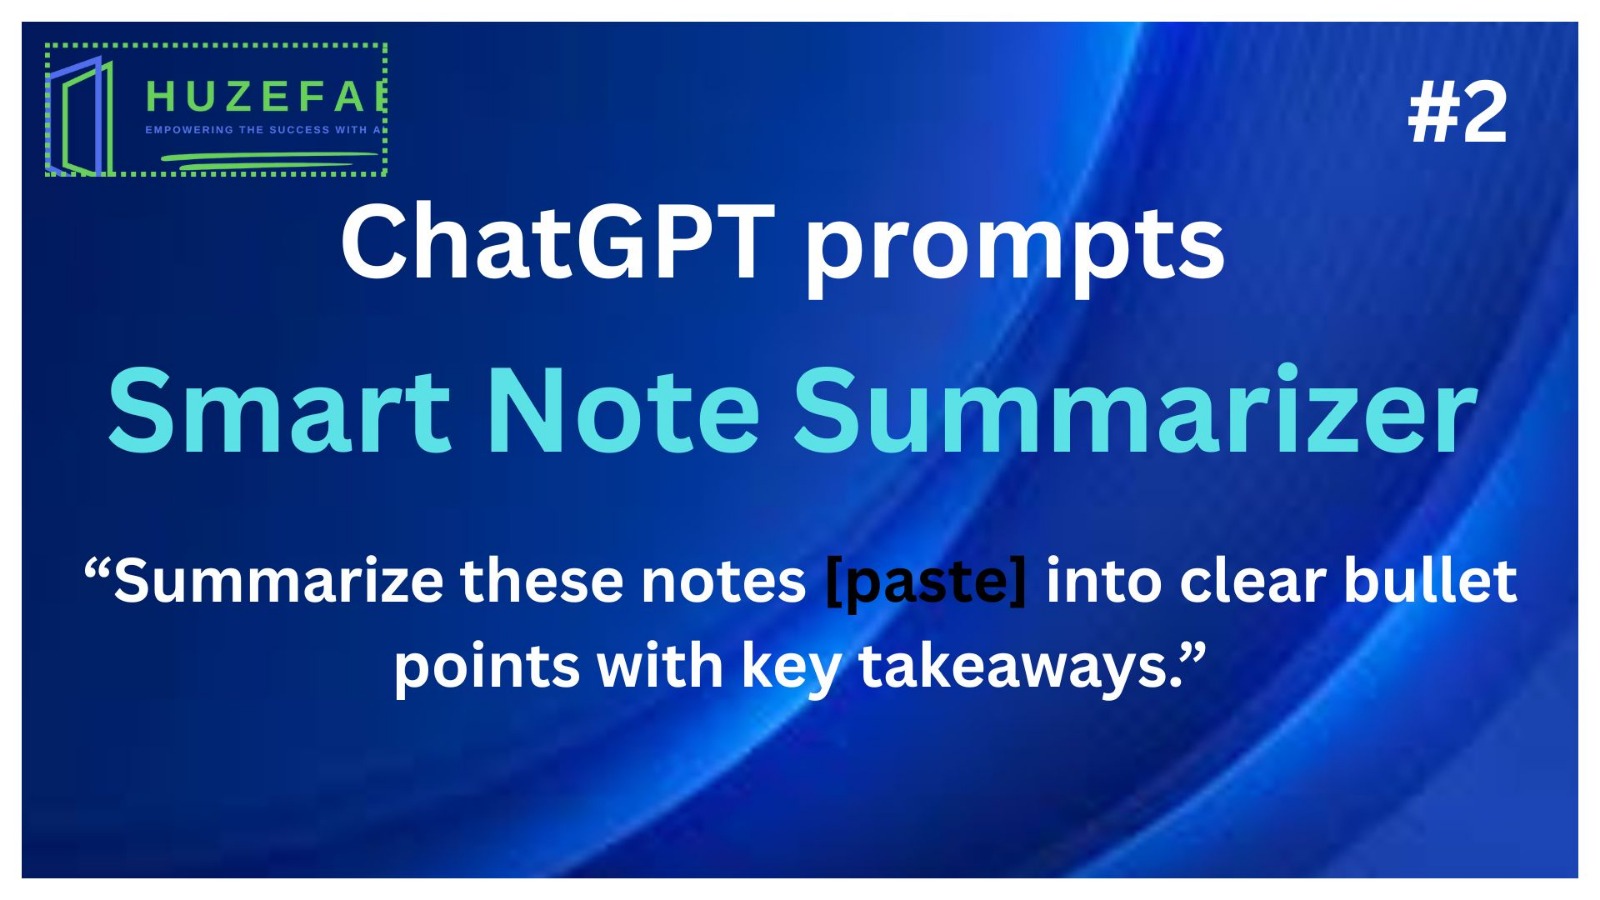 HUZEFAI
EMPOWERING THE SUCCESS WITH A
#2
ChatGPT prompts
Smart Note Summarizer
“Summarize these notes [paste] into clear bullet
points with key takeaways.”